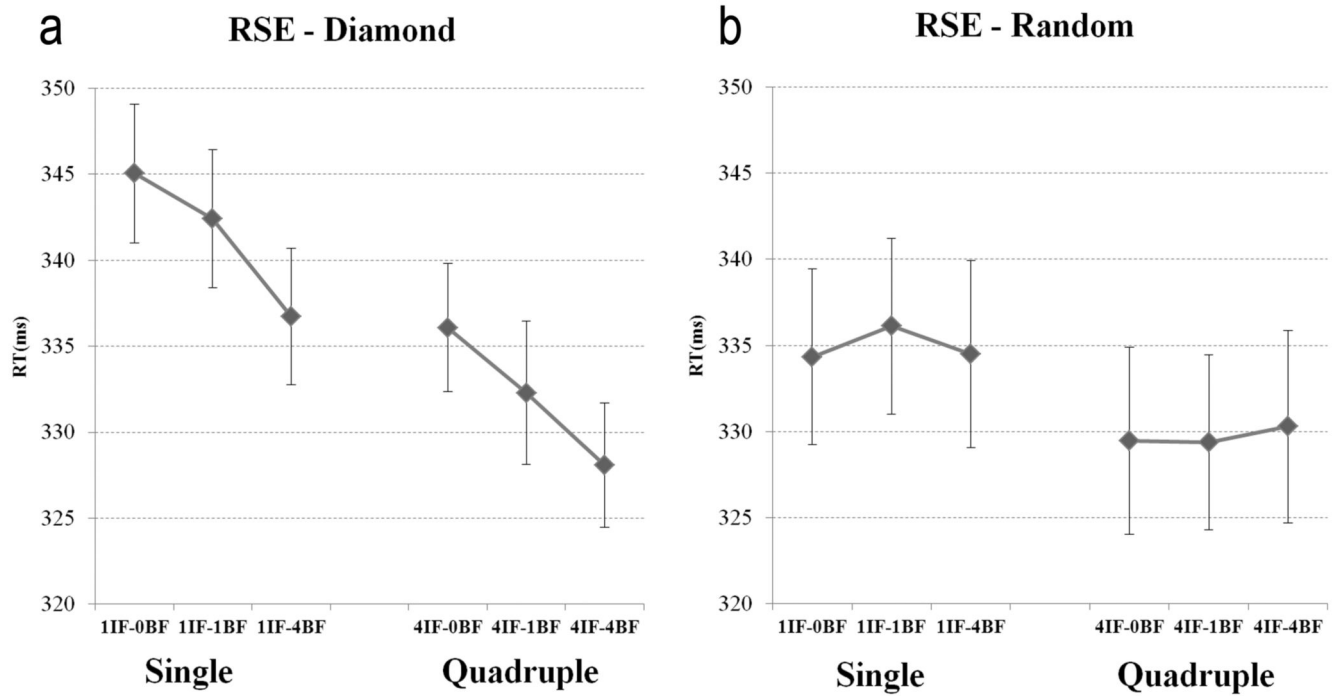 a
RSE - Diamond
350
345
340
335
330
325
320
RT(ms)
1IF-0BF 1IF-1BF 1IF-4BF 4IF-0BF 4IF-1BF 4IF-4BF
Single Quadruple
b
RSE - Random
350
345
340
335
330
325
320
RT(ms)
1IF-0BF 1IF-1BF 1IF-4BF 4IF-0BF 4IF-1BF 4IF-4BF
Single Quadruple